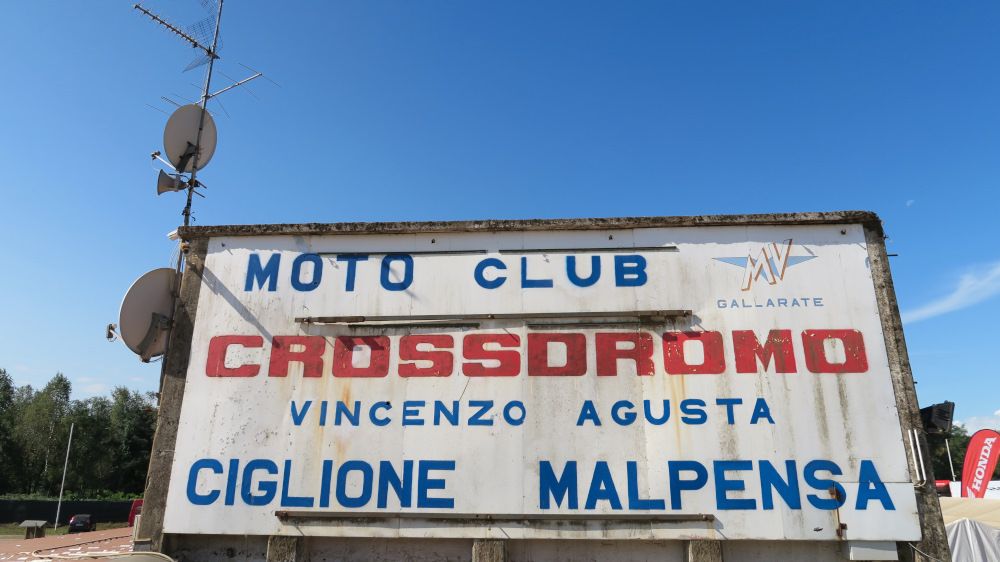 MOTO CLUB
MV
GALLARATE
CROSSDROMO
VINCENZO AGUSTA
CIGLIONE MALPENSA
HONDA